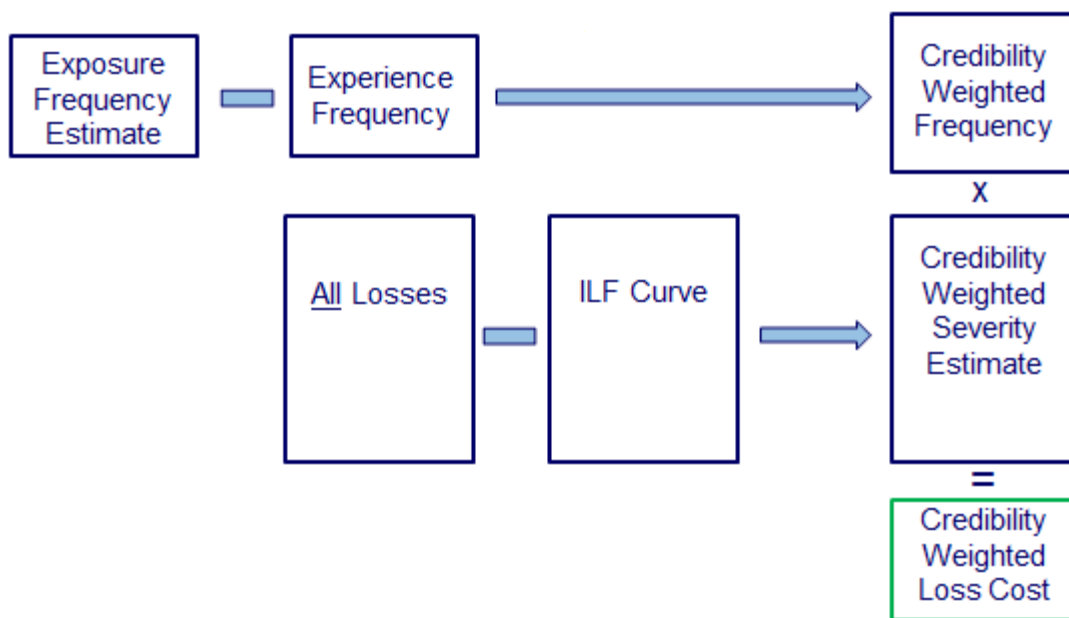 Exposure
Frequency
Estimate
Experience
Frequency
Credibility
Weighted
Frequency
x
All Losses
ILF Curve
Credibility
Weighted
Severity
Estimate
=
Credibility
Weighted
Loss Cost